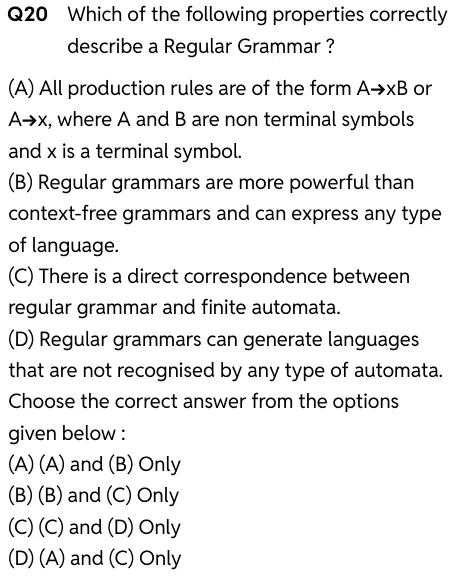 Q20 Which of the following properties correctly
describe a Regular Grammar ?
(A) All production rules are of the form A→xB or
A→x, where A and B are non terminal symbols
and x is a terminal symbol.
(B) Regular grammars are more powerful than
context-free grammars and can express any type
of language.
(C) There is a direct correspondence between
regular grammar and finite automata.
(D) Regular grammars can generate languages
that are not recognised by any type of automata.
Choose the correct answer from the options
given below :
(A) (A) and (B) Only
(B) (B) and (C) Only
(C) (C) and (D) Only
(D) (A) and (C) Only